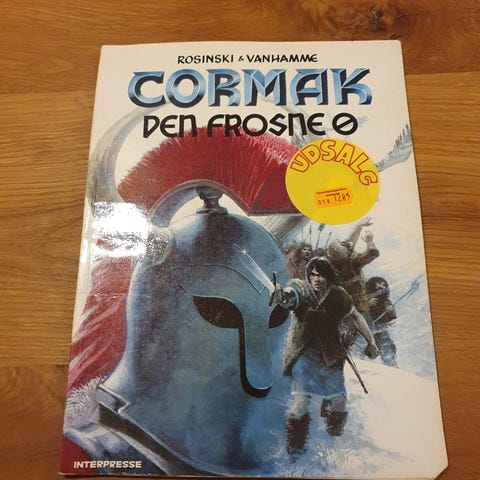 ROSINSKI & VANHAMME
CORMAK
DEN FROSNE Ø
UDSALG
INTERPRESSE